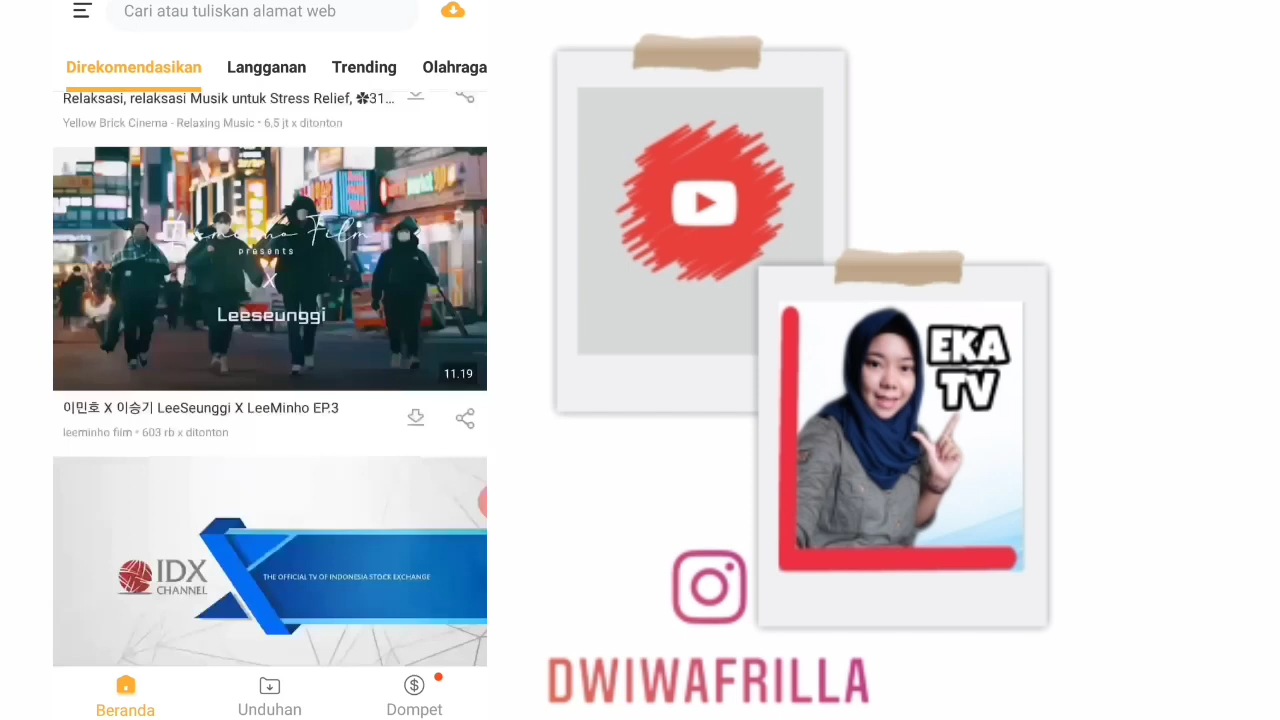 Cari atau tuliskan alamat web
Direkomendasikan Langganan Trending Olahraga
Relaksasi, relaksasi Musik untuk Stress Relief, ✽31...
Yellow Brick Cinema - Relaxing Music • 6,5 jt x ditonton
Leeminho Film
presents
X
Leeseunggi
11.19
이민호 X 이승기 LeeSeunggi X LeeMinho EP.3
leeminho film • 603 rb x ditonton
IDX
CHANNEL
THE OFFICIAL TV OF INDONESIA STOCK EXCHANGE
Beranda Unduhan Dompet
EKA
TV
DWIWAFRILLA